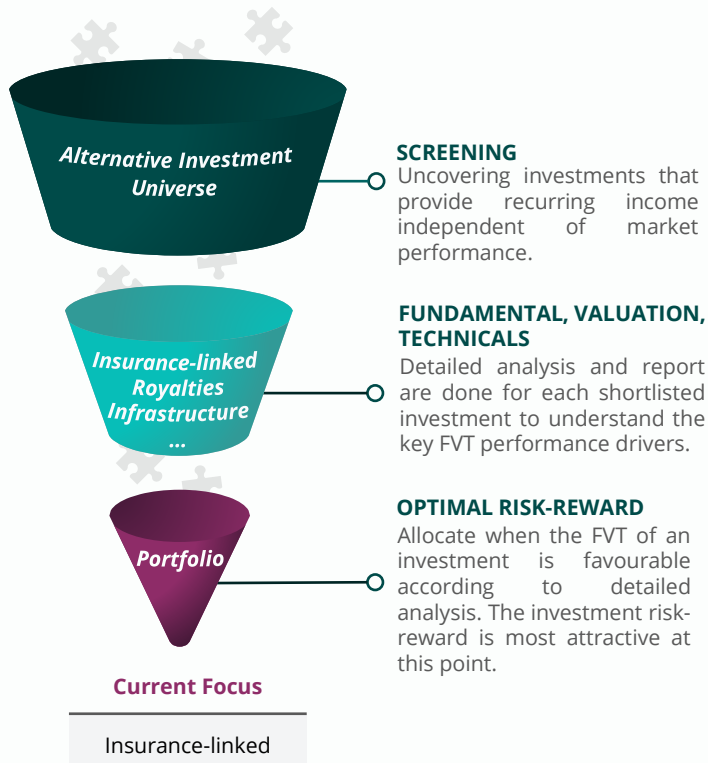 Alternative Investment
Universe
SCREENING
Uncovering investments that
provide recurring income
independent of market
performance.
Insurance-linked
Royalties
Infrastructure
...
FUNDAMENTAL, VALUATION,
TECHNICALS
Detailed analysis and report
are done for each shortlisted
investment to understand the
key FVT performance drivers.
Portfolio
OPTIMAL RISK-REWARD
Allocate when the FVT of an
investment is favourable
according to detailed
analysis. The investment risk-
reward is most attractive at
this point.
Current Focus
Insurance-linked